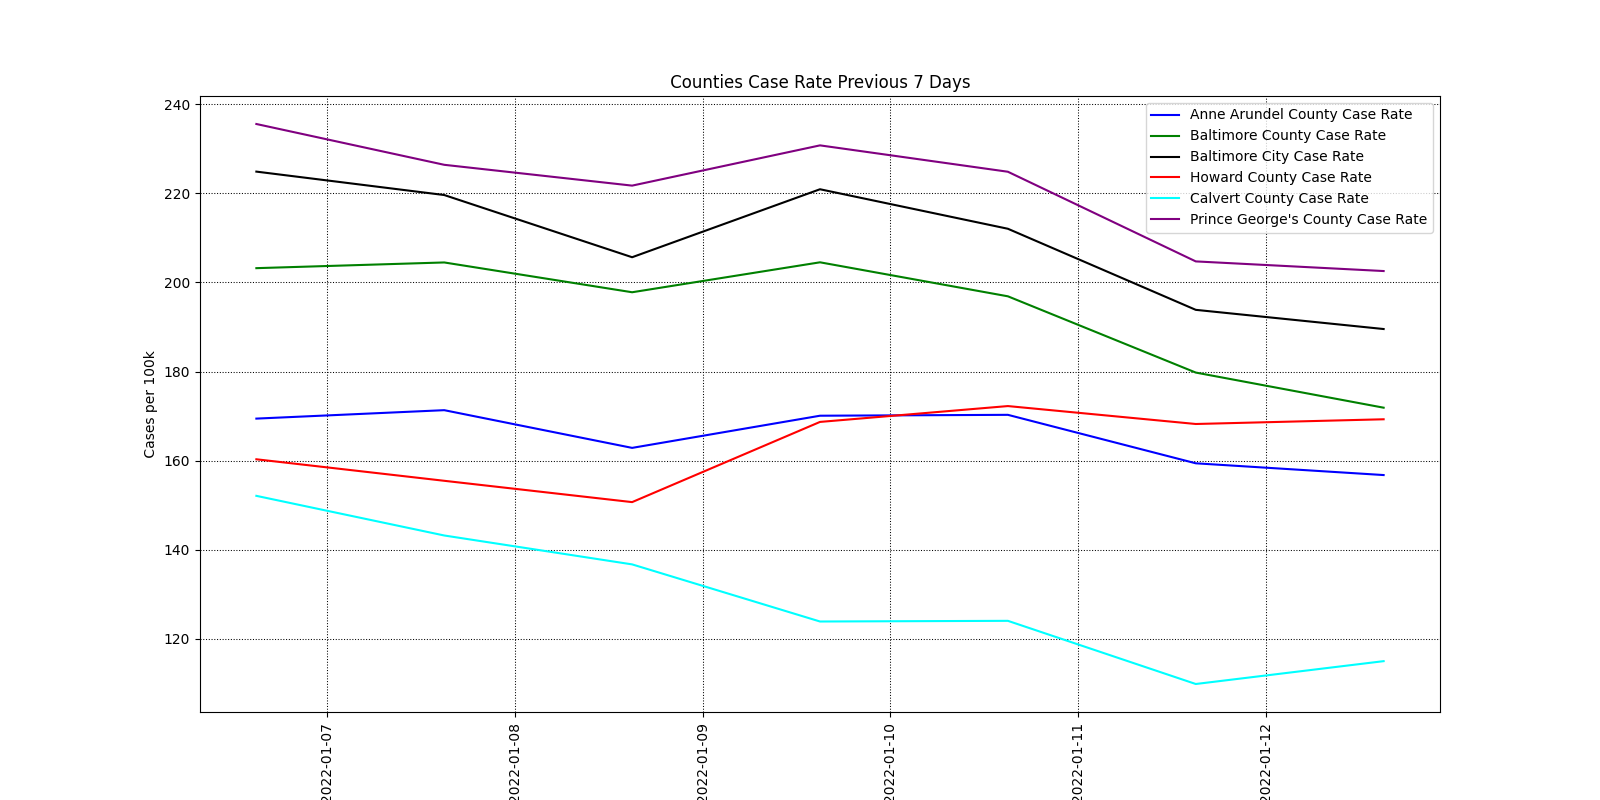 Counties Case Rate Previous 7 Days
Anne Arundel County Case Rate
Baltimore County Case Rate
Baltimore City Case Rate
Howard County Case Rate
Calvert County Case Rate
Prince George's County Case Rate
Cases per 100k
240
220
200
180
160
140
120
2022-01-07
2022-01-08
2022-01-09
2022-01-10
2022-01-11
2022-01-12